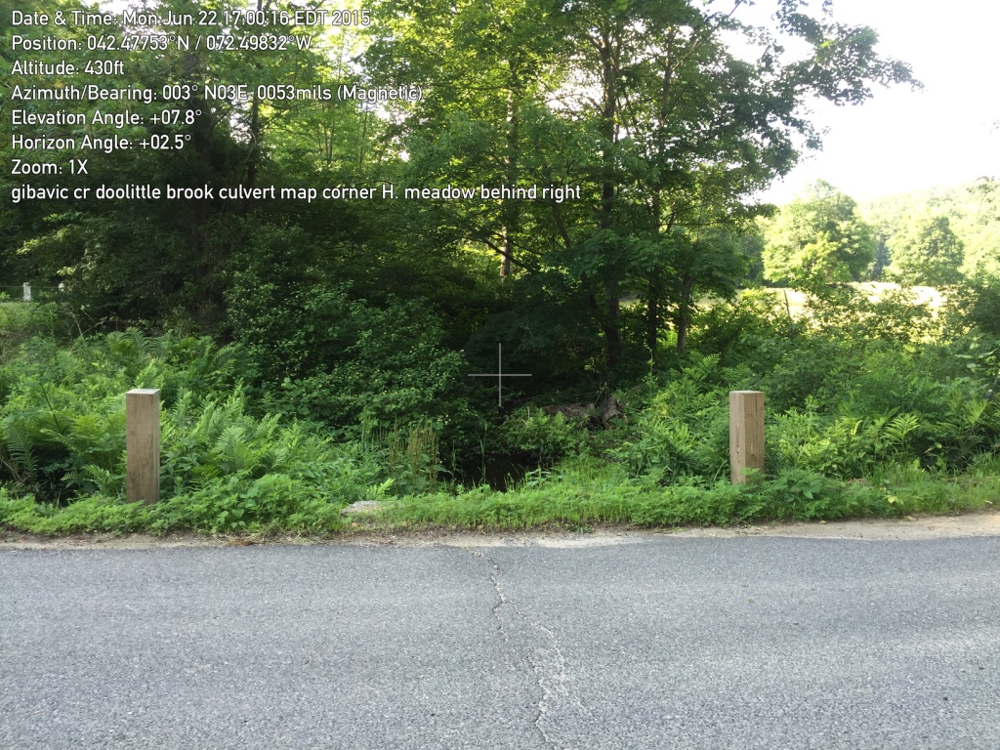 Date & Time: Mon Jun 22 17:00:16 EDT 2015
Position: 042.47753°N / 072.49832°W
Altitude: 430ft
Azimuth/Bearing: 003° N03E 0053mils (Magnetic)
Elevation Angle: +07.8°
Horizon Angle: +02.5°
Zoom: 1X
gibavic cr doolittle brook culvert map corner H. meadow behind right